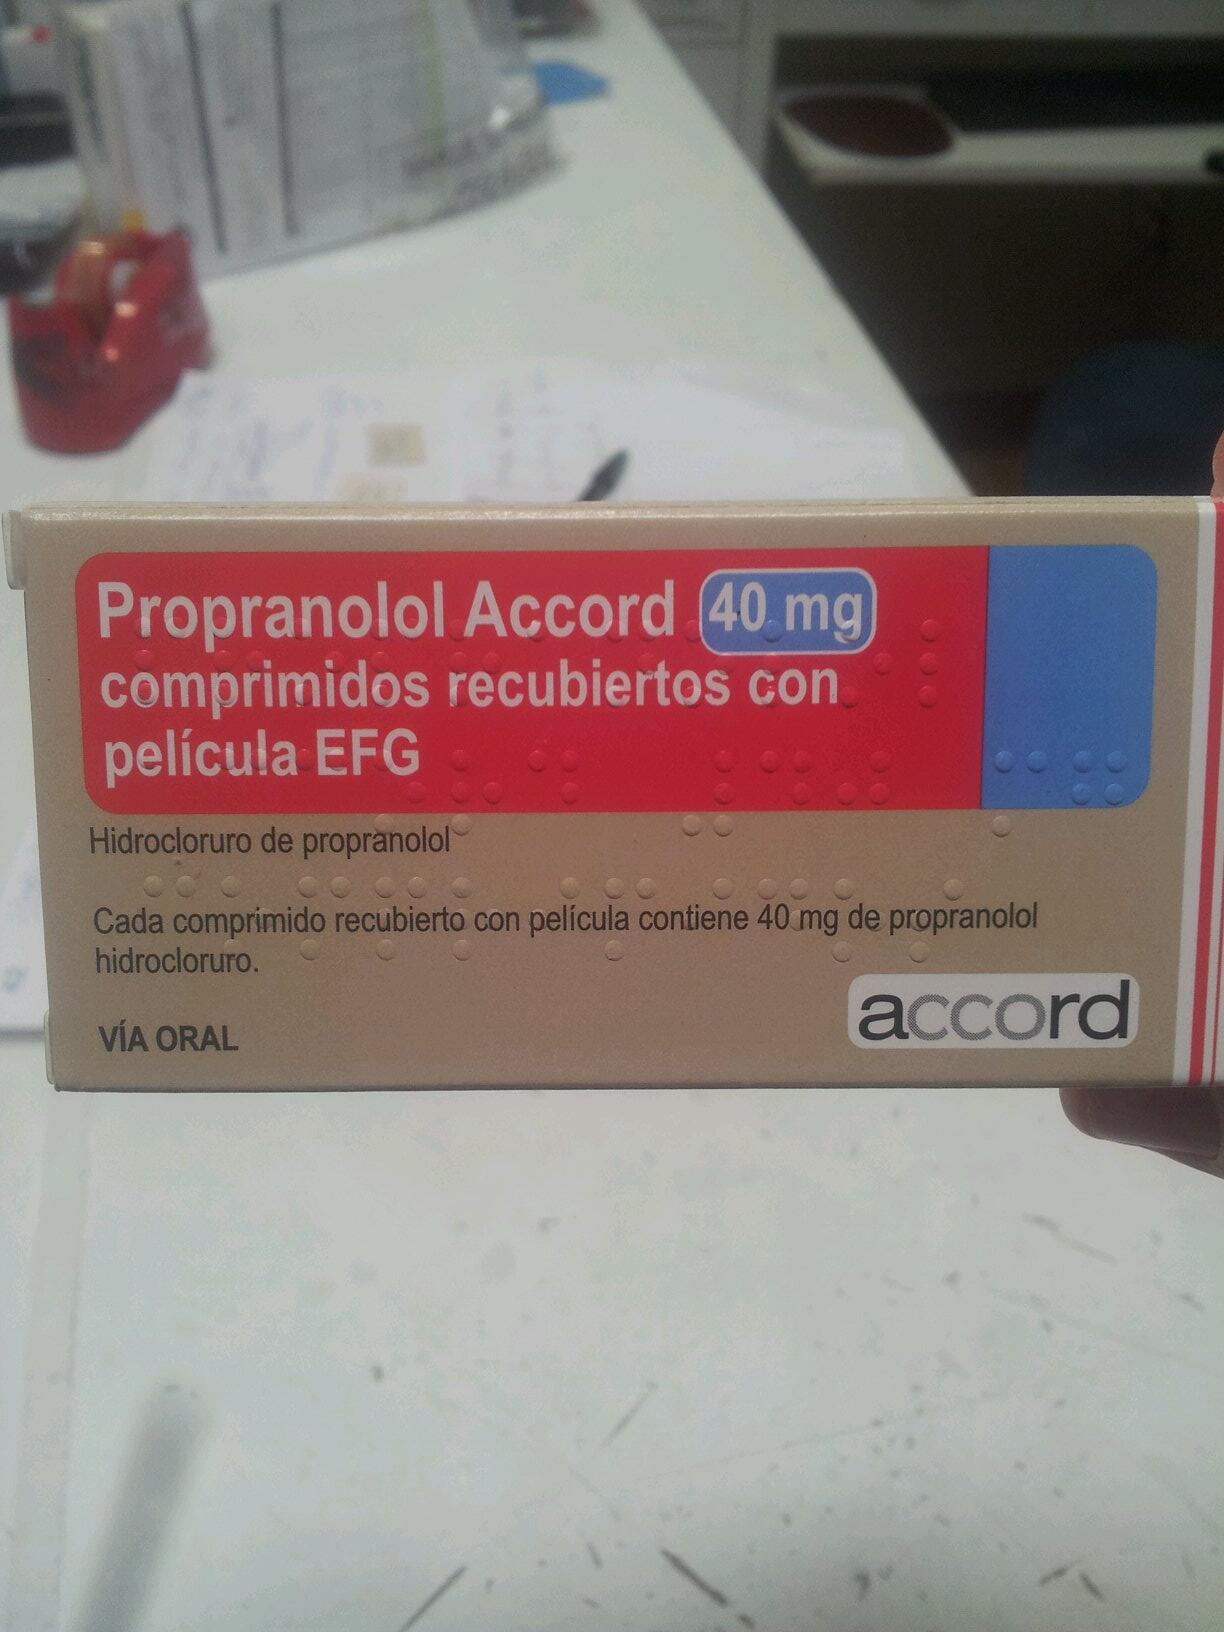 Propranolol Accord 40 mg
comprimidos recubiertos con
película EFG
Hidrocloruro de propranolol
Cada comprimido recubierto con película contiene 40 mg de propranolol
hidrocloruro.
VÍA ORAL
accord